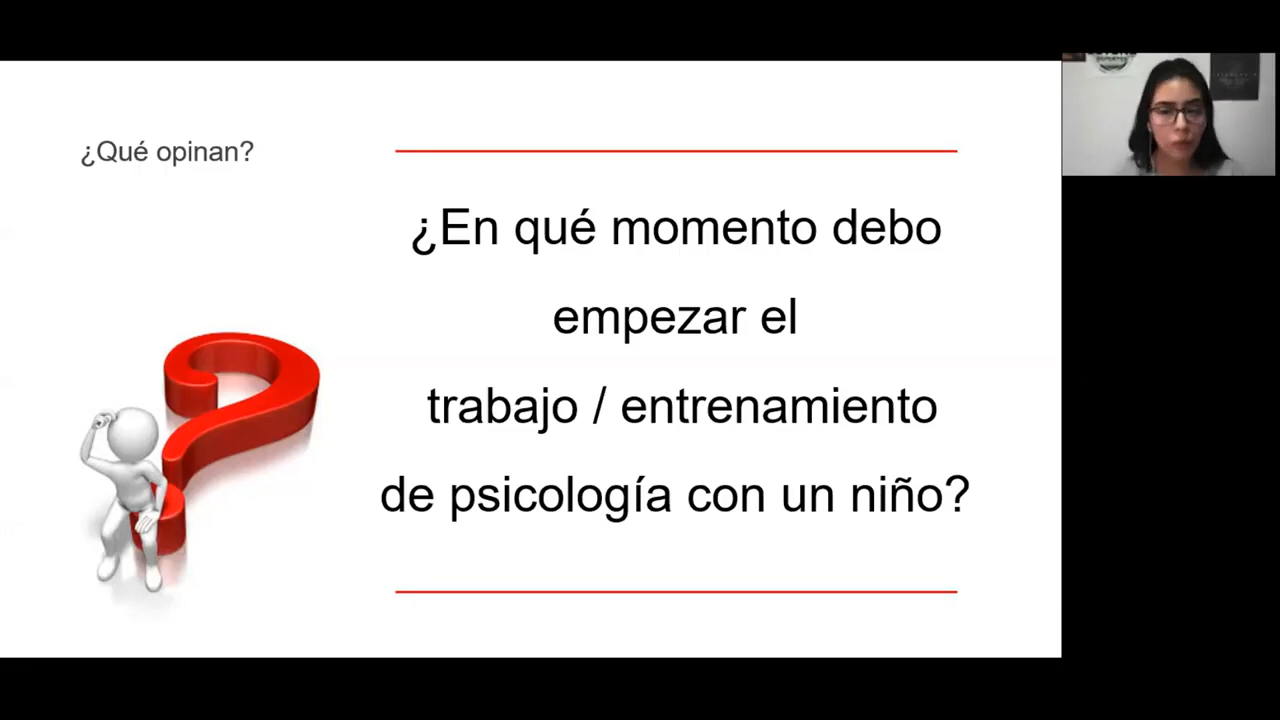 ¿Qué opinan?
¿En qué momento debo
empezar el
trabajo / entrenamiento
de psicología con un niño?